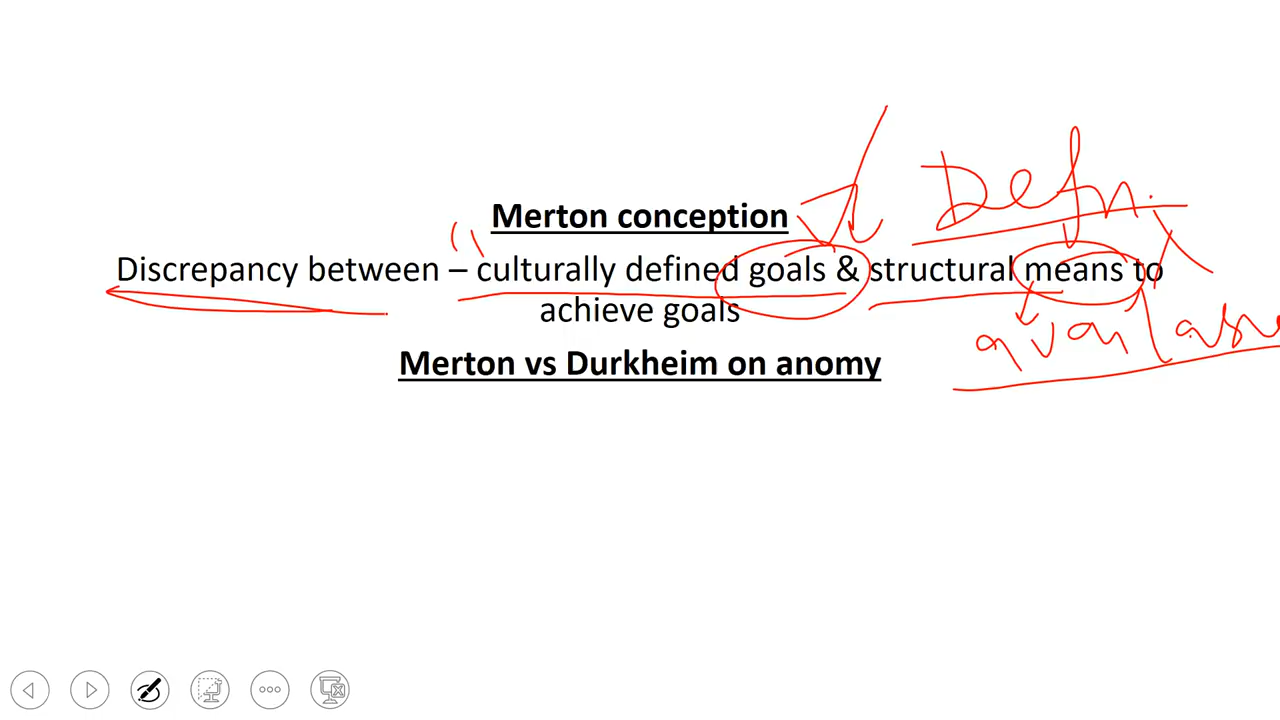 Defn.
Merton conception
Discrepancy between – culturally defined goals & structural means to
achieve goals
Merton vs Durkheim on anomy